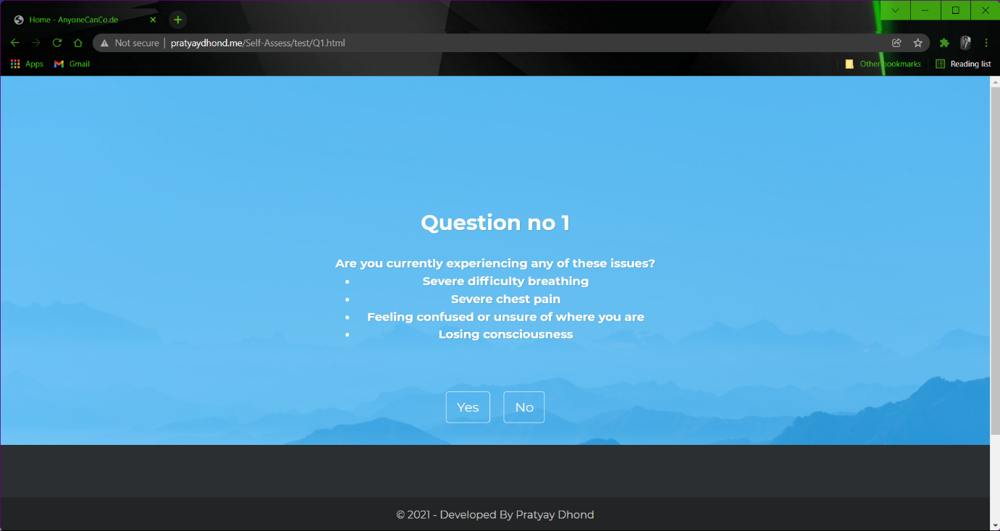 Home - AnyoneCanCo.de
Not secure | pratyaydhond.me/Self-Assess/test/Q1.html
Apps Gmail Other bookmarks Reading list
Question no 1
Are you currently experiencing any of these issues?
• Severe difficulty breathing
• Severe chest pain
• Feeling confused or unsure of where you are
• Losing consciousness
Yes No
© 2021 - Developed By Pratyay Dhond